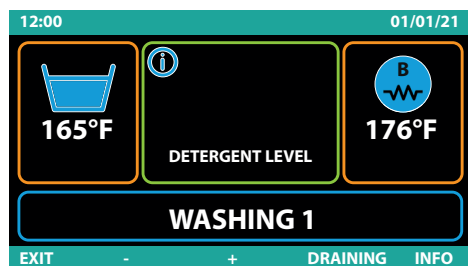 12:00 01/01/21
i
B
165°F
176°F
DETERGENT LEVEL
WASHING 1
EXIT - + DRAINING INFO